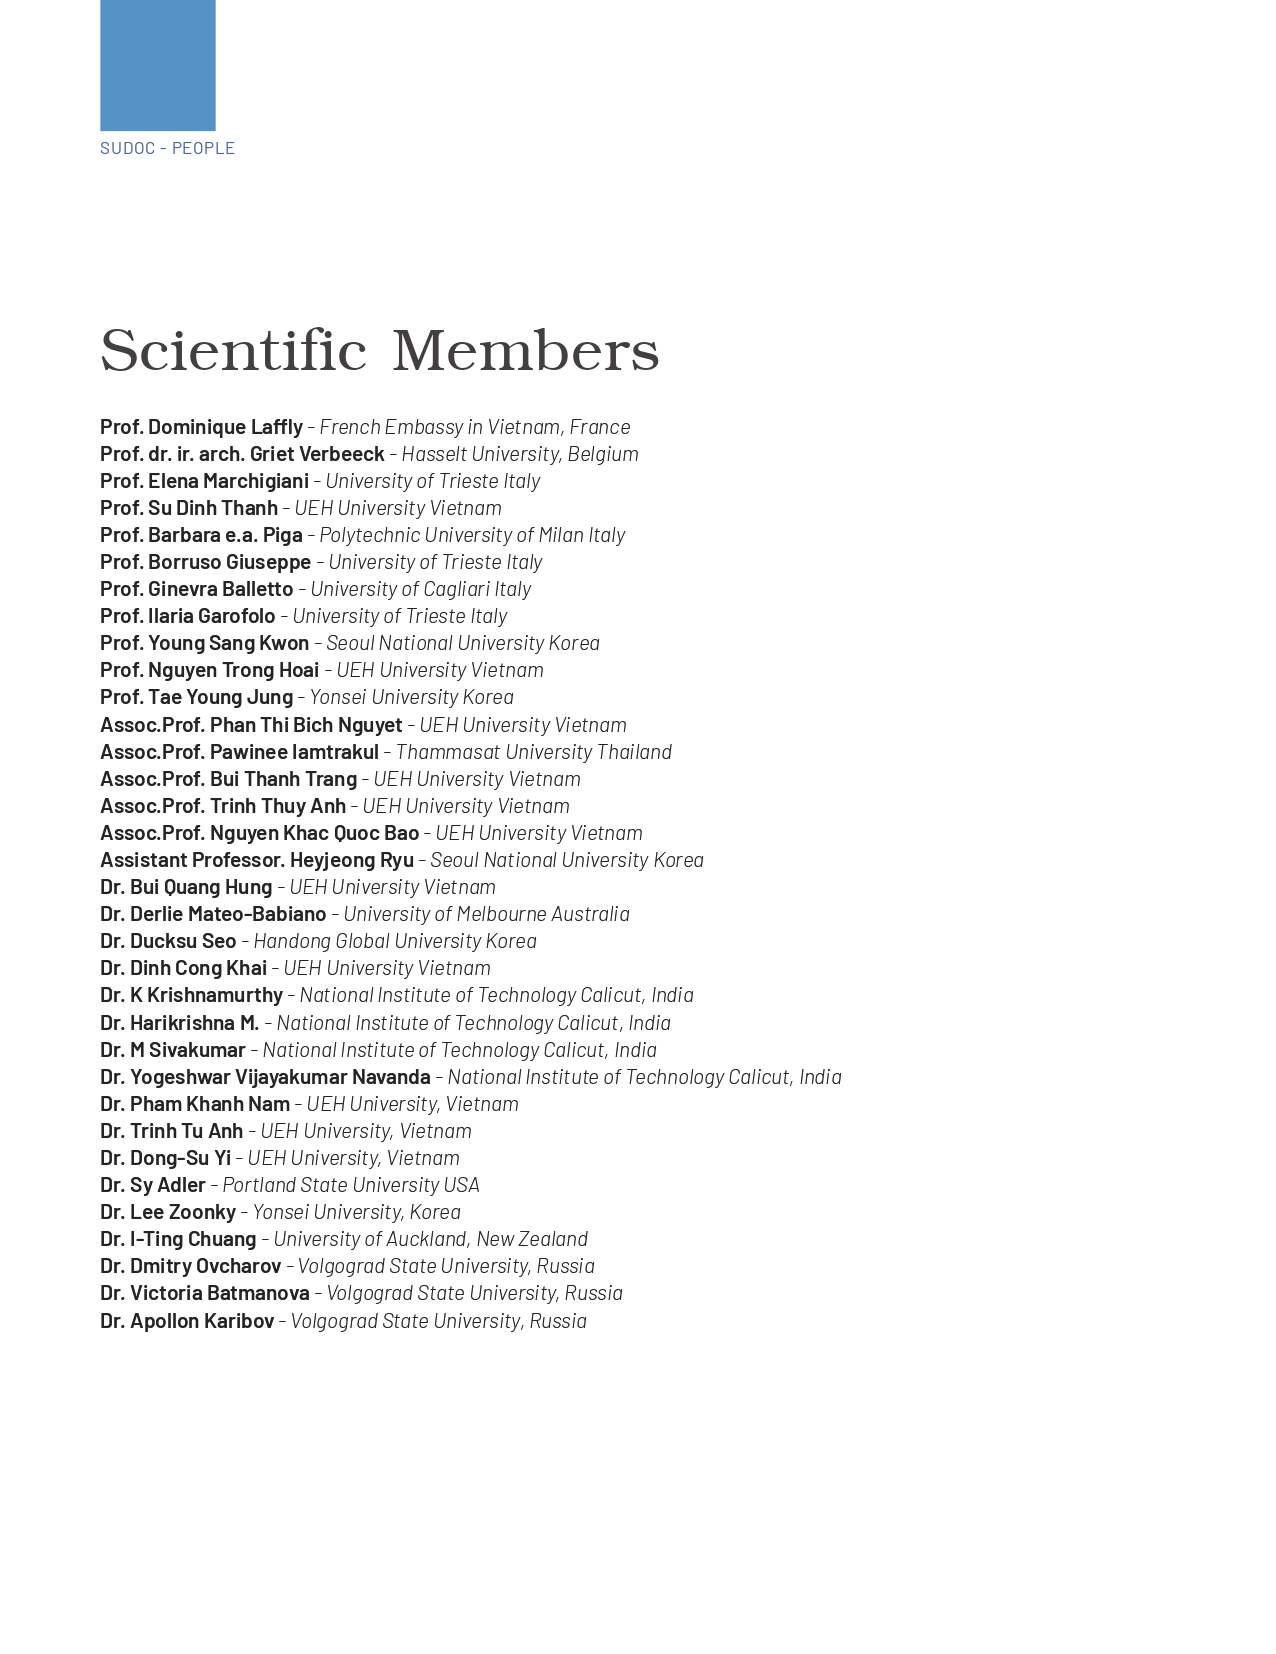 SUDOC - PEOPLE
Scientific Members
Prof. Dominique Laffly - French Embassy in Vietnam, France
Prof. dr. ir. arch. Griet Verbeeck - Hasselt University, Belgium
Prof. Elena Marchigiani - University of Trieste Italy
Prof. Su Dinh Thanh - UEH University Vietnam
Prof. Barbara e.a. Piga - Polytechnic University of Milan Italy
Prof. Borruso Giuseppe - University of Trieste Italy
Prof. Ginevra Balletto - University of Cagliari Italy
Prof. Ilaria Garofolo - University of Trieste Italy
Prof. Young Sang Kwon - Seoul National University Korea
Prof. Nguyen Trong Hoai - UEH University Vietnam
Prof. Tae Young Jung - Yonsei University Korea
Assoc.Prof. Phan Thi Bich Nguyet - UEH University Vietnam
Assoc.Prof. Pawinee Iamtrakul - Thammasat University Thailand
Assoc.Prof. Bui Thanh Trang - UEH University Vietnam
Assoc.Prof. Trinh Thuy Anh - UEH University Vietnam
Assoc.Prof. Nguyen Khac Quoc Bao - UEH University Vietnam
Assistant Professor. Heyjeong Ryu - Seoul National University Korea
Dr. Bui Quang Hung - UEH University Vietnam
Dr. Derlie Mateo-Babiano - University of Melbourne Australia
Dr. Ducksu Seo - Handong Global University Korea
Dr. Dinh Cong Khai - UEH University Vietnam
Dr. K Krishnamurthy - National Institute of Technology Calicut, India
Dr. Harikrishna M. - National Institute of Technology Calicut, India
Dr. M Sivakumar - National Institute of Technology Calicut, India
Dr. Yogeshwar Vijayakumar Navanda - National Institute of Technology Calicut, India
Dr. Pham Khanh Nam - UEH University, Vietnam
Dr. Trinh Tu Anh - UEH University, Vietnam
Dr. Dong-Su Yi - UEH University, Vietnam
Dr. Sy Adler - Portland State University USA
Dr. Lee Zoonky - Yonsei University, Korea
Dr. I-Ting Chuang - University of Auckland, New Zealand
Dr. Dmitry Ovcharov - Volgograd State University, Russia
Dr. Victoria Batmanova - Volgograd State University, Russia
Dr. Apollon Karibov - Volgograd State University, Russia